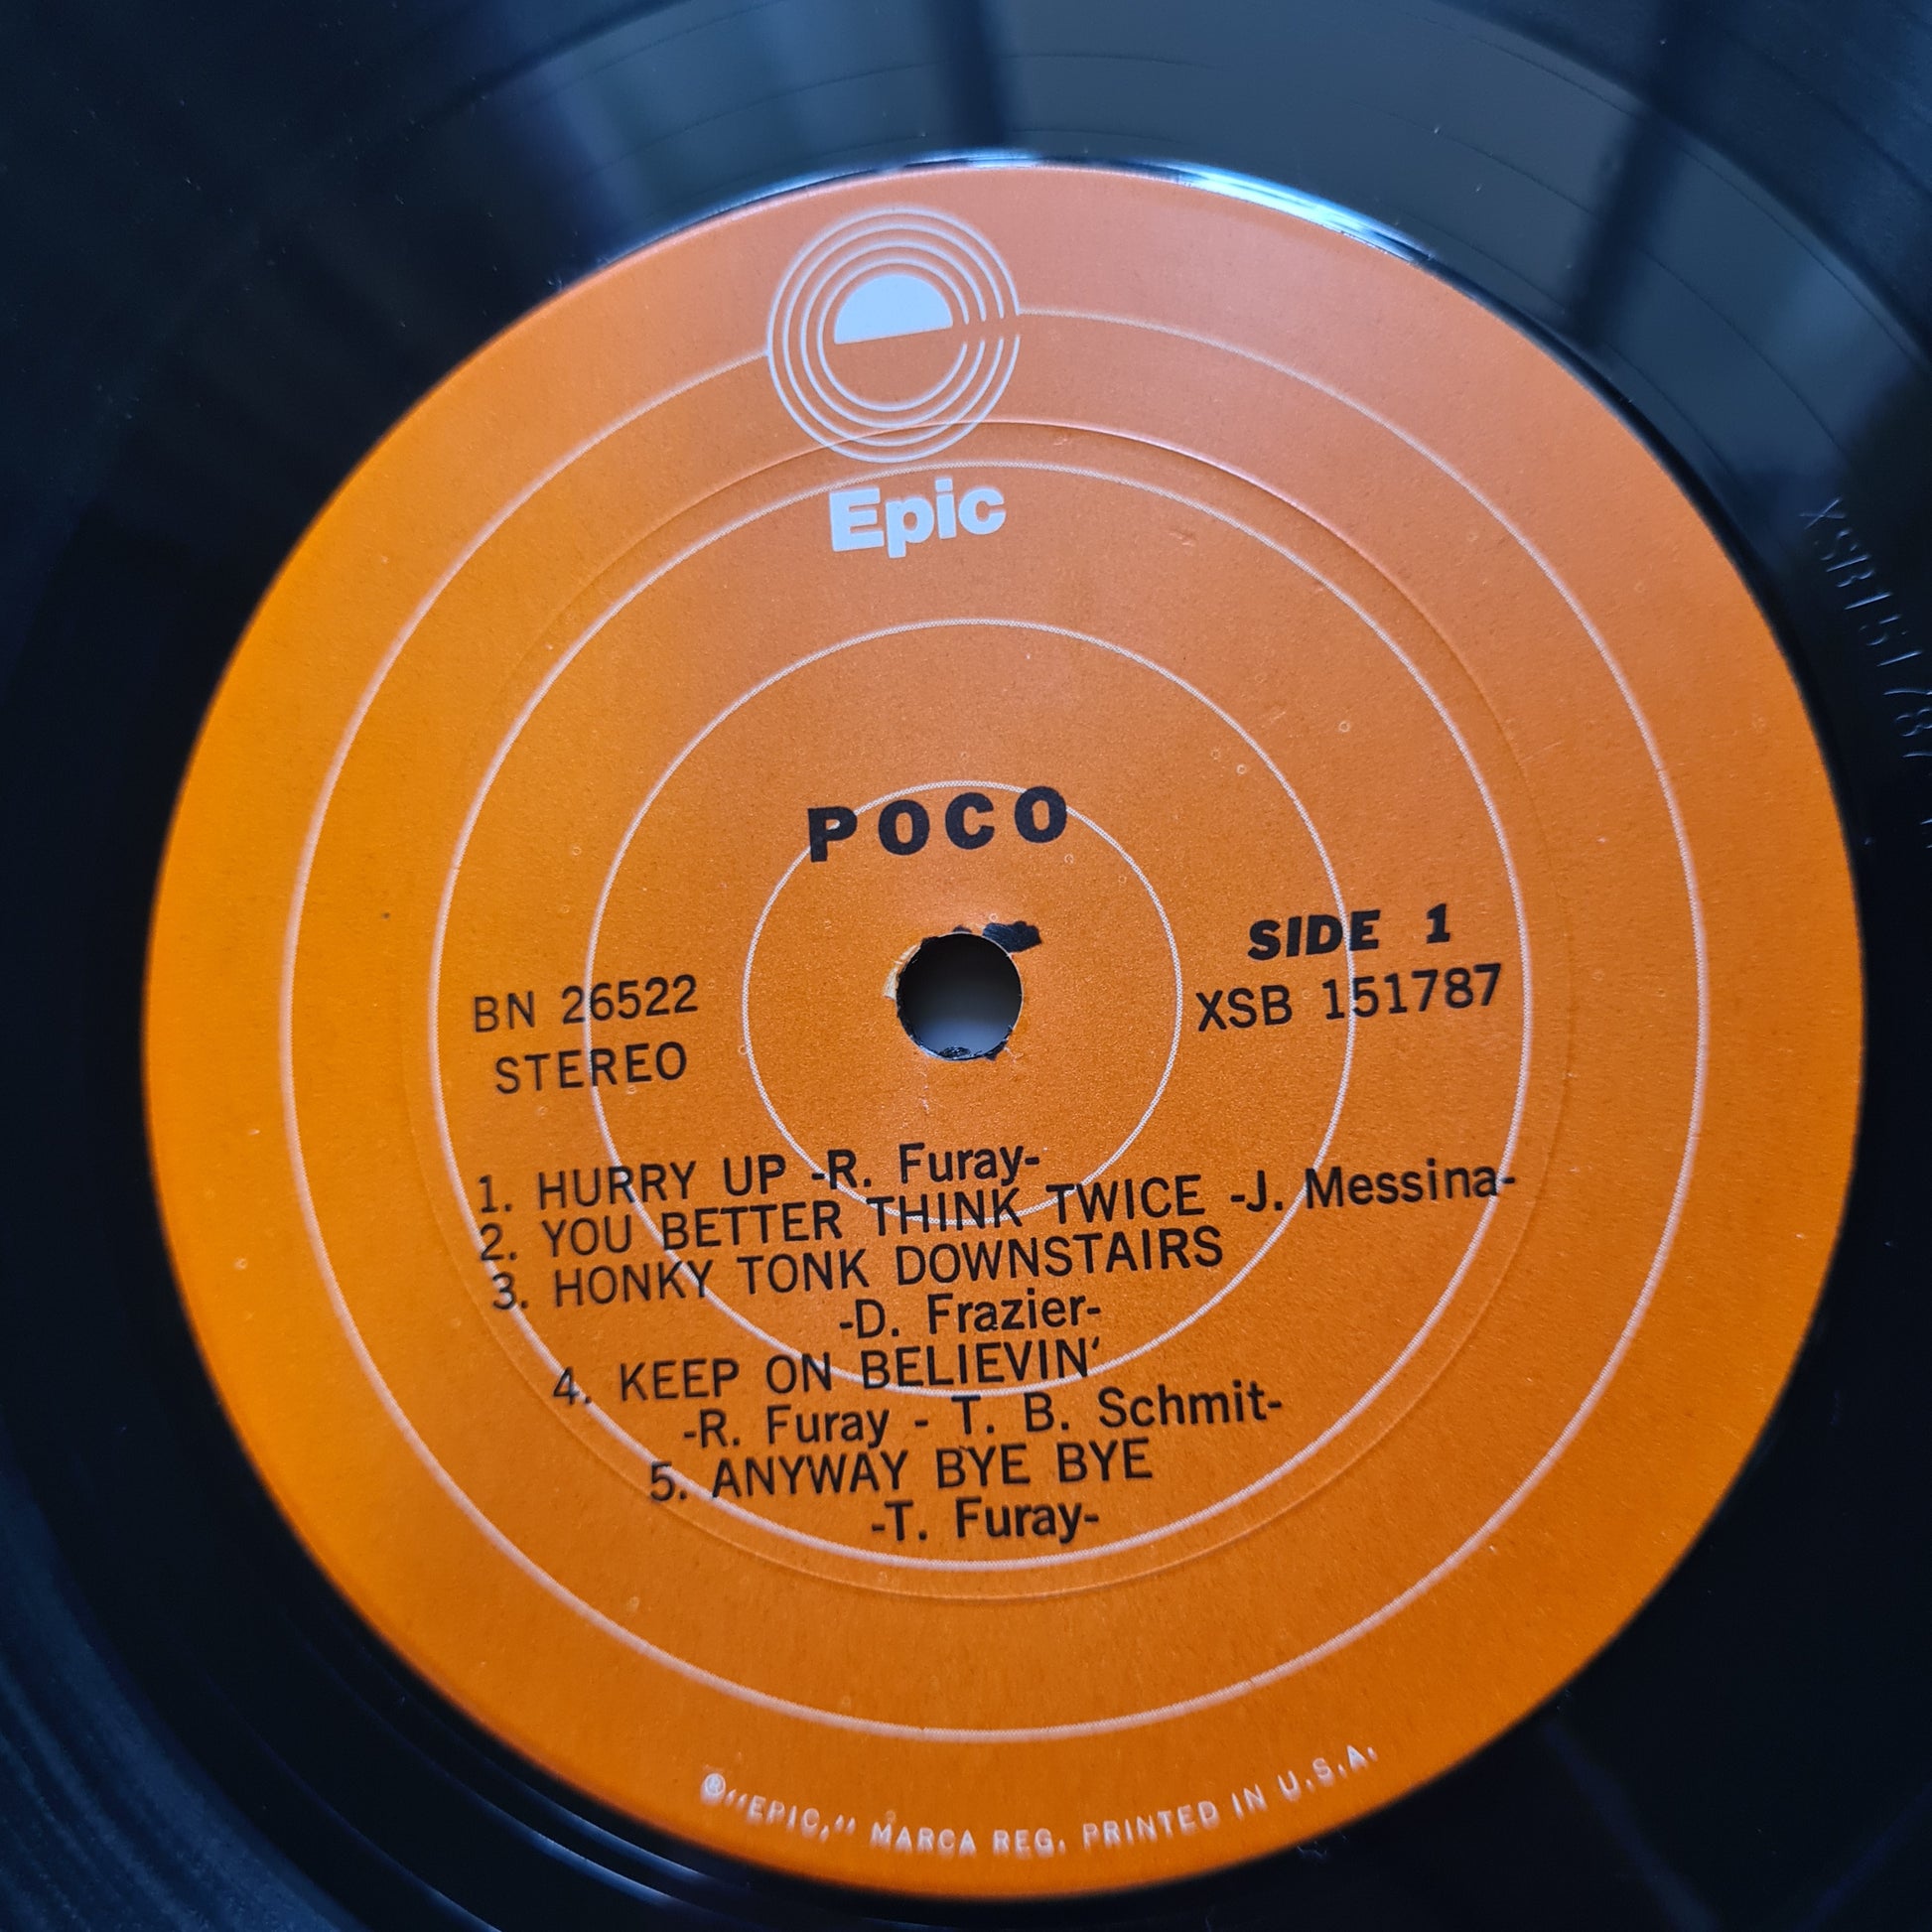 Epic
POCO
SIDE 1
BN 26522
XSB 151787
STEREO
1. HURRY UP -R. Furay-
2. YOU BETTER THINK TWICE -J. Messina-
3. HONKY TONK DOWNSTAIRS
-D. Frazier-
4. KEEP ON BELIEVIN'
-R. Furay - T. B. Schmit-
5. ANYWAY BYE BYE
-T. Furay-
®"EPIC," MARCA REG. PRINTED IN U.S.A.